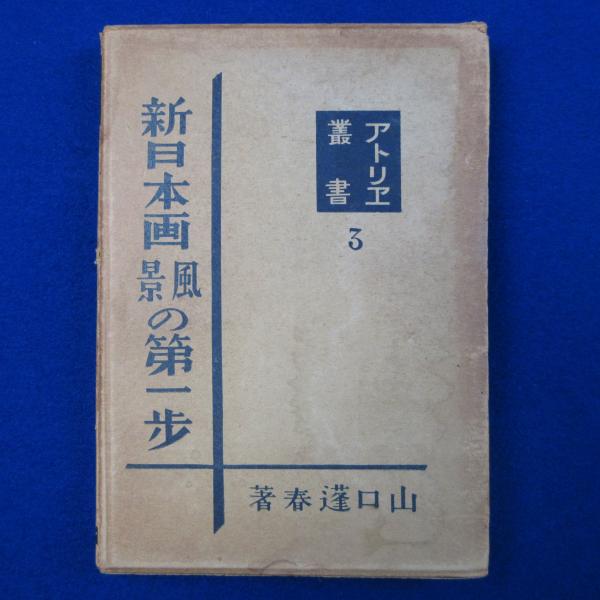 アトリヱ
叢書
3
新日本画
風景
の第一歩
山口蓬春著